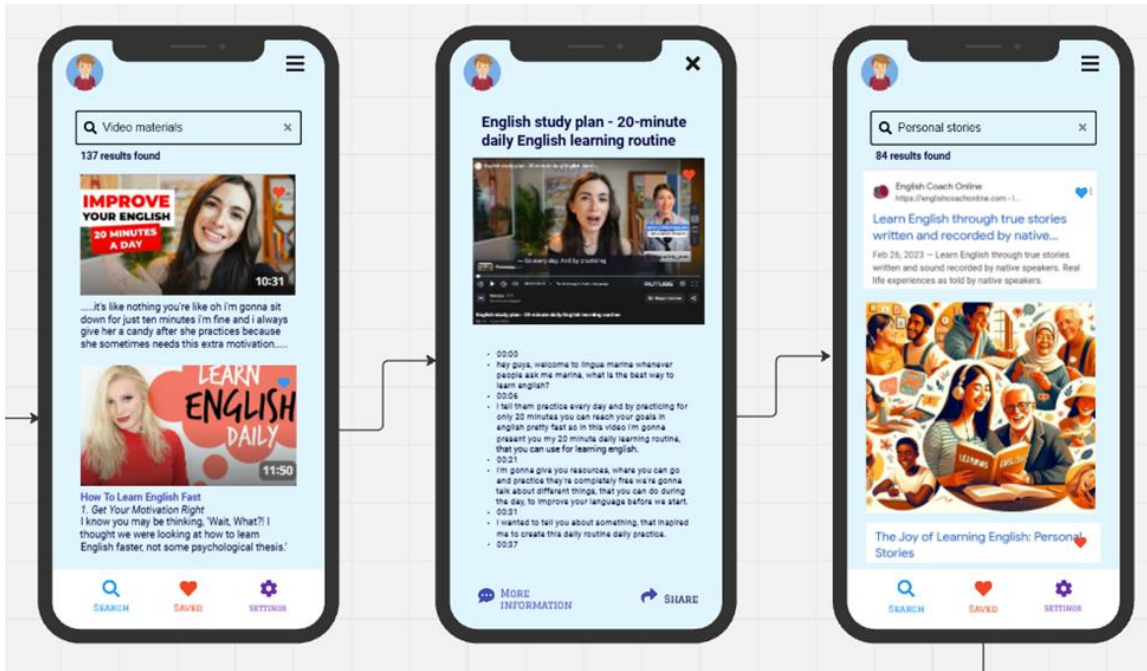 Video materials
137 results found
IMPROVE
YOUR ENGLISH
20 MINUTES
A DAY
10:31
.....it's like nothing you're like oh i'm gonna sit
down for just ten minutes i'm fine and i always
give her a candy after she practices because
she sometimes needs this extra motivation.....
LEARN
ENGLISH
DAILY
11:50
How To Learn English Fast
1. Get Your Motivation Right
I know you may be thinking, 'Wait, What?! I
thought we were looking at how to learn
English faster, not some psychological thesis.'
SEARCH
SAVED
SETTINGS
English study plan - 20-minute
daily English learning routine
English study plan - 20-minute daily English learning routine
00:00
hey guys, welcome to lingua marina whenever
people ask me marina, what is the best way to
learn english?
00:06
I tell them practice every day and by practicing for
only 20 minutes you can reach your goals in
english pretty fast so in this video i'm gonna
present you my 20 minute daily learning routine,
that you can use for learning english.
00:21
i'm gonna give you resources, where you can go
and practice they're completely free we're gonna
talk about different things, that you can do during
the day, to improve your language before we start.
00:31
I wanted to tell you about something, that inspired
me to create this daily routine daily practice.
00:37
MORE
INFORMATION
SHARE
Personal stories
84 results found
English Coach Online
https://englishcoachonline.com › l...
Learn English through true stories
written and recorded by native...
Feb 26, 2023 — Learn English through true stories
written and sound recorded by native speakers. Real
life experiences as told by native speakers.
LEARNING ENGLISH
The Joy of Learning English: Personal
Stories
SEARCH
SAVED
SETTINGS